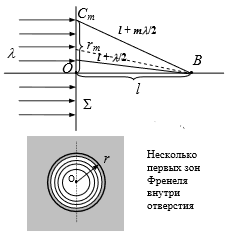 C_m
l + mλ/2
r_m
λ
O
l + λ/2
B
l
Σ
r
O
Несколько
первых зон
Френеля
внутри
отверстия